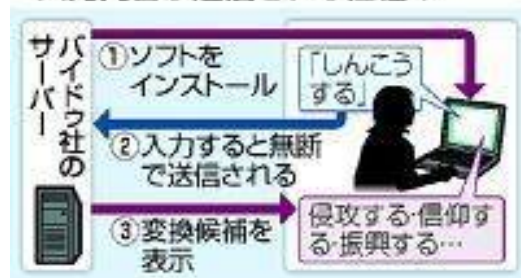 バイドゥ社の
サーバー
①ソフトを
インストール
「しんこう
する」
②入力すると無断
で送信される
③変換候補を
表示
侵攻する・信仰す
る・振興する…